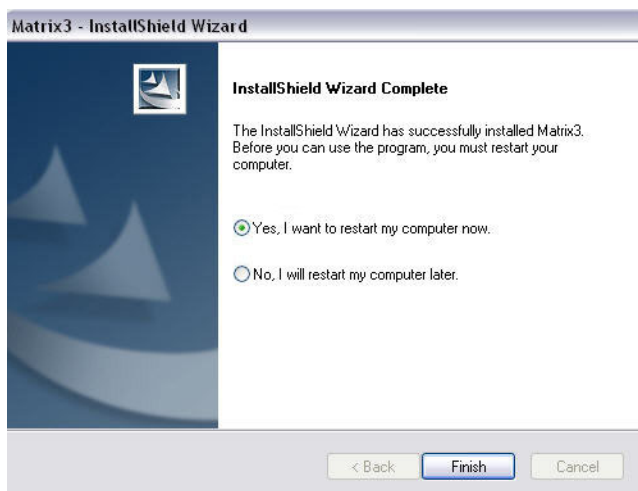 Matrix3 - InstallShield Wizard
InstallShield Wizard Complete
The InstallShield Wizard has successfully installed Matrix3.
Before you can use the program, you must restart your
computer.
Yes, I want to restart my computer now.
No, I will restart my computer later.
< Back
Finish
Cancel